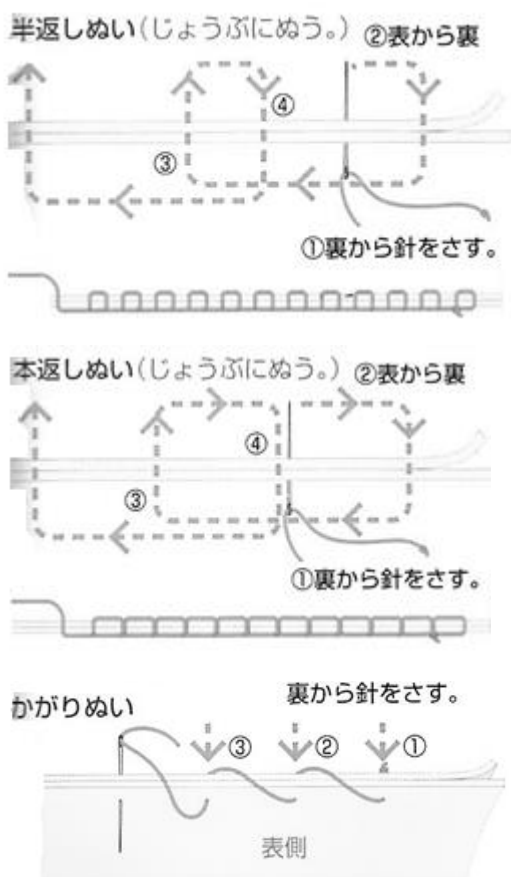 半返しぬい(じょうぶにぬう。)
②表から裏
④
③
①裏から針をさす。
本返しぬい(じょうぶにぬう。)
②表から裏
④
③
①裏から針をさす。
かがりぬい
裏から針をさす。
③ ② ①
表側